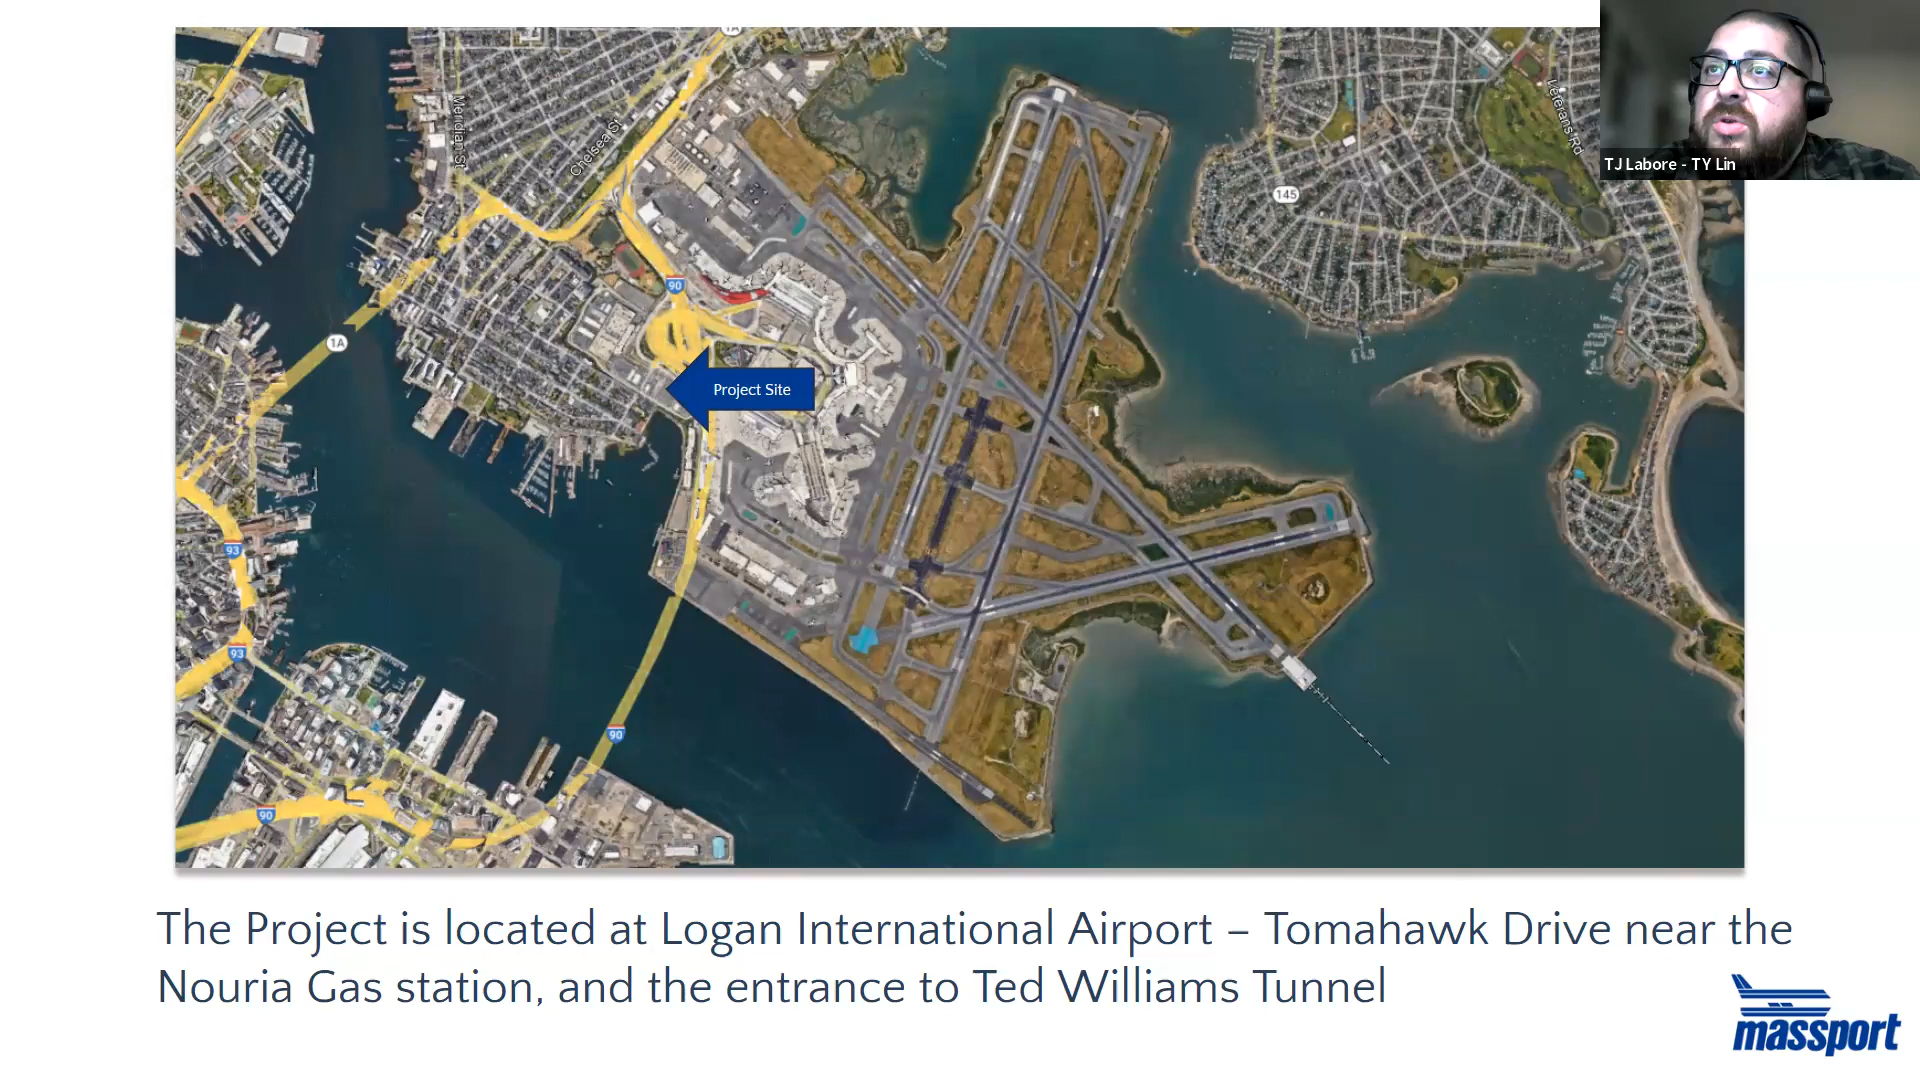 1A
Meridian St
Chelsea St
Veterans Rd
TJ Labore - TY Lin
145
90
1A
Project Site
93
93
90
90
The Project is located at Logan International Airport – Tomahawk Drive near the
Nouria Gas station, and the entrance to Ted Williams Tunnel
massport